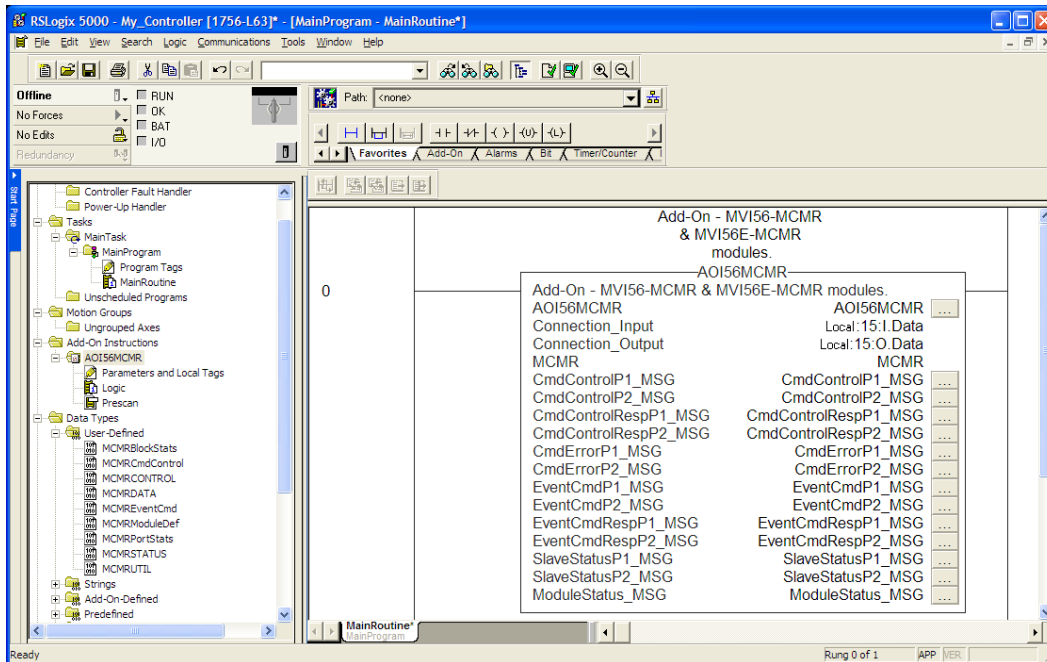 RSLogix 5000 - My_Controller [1756-L63]* - [MainProgram - MainRoutine*]
File Edit View Search Logic Communications Tools Window Help
Offline
RUN
No Forces
OK
BAT
No Edits
I/O
Redundancy
Path: <none>
Favorites Add-On Alarms Bit Timer/Counter
Start Page
Controller Fault Handler
Power-Up Handler
Tasks
MainTask
MainProgram
Program Tags
MainRoutine
Unscheduled Programs
Motion Groups
Ungrouped Axes
Add-On Instructions
AOI56MCMR
Parameters and Local Tags
Logic
Prescan
Data Types
User-Defined
MCMRBlockStats
MCMRCmdControl
MCMRCONTROL
MCMRDATA
MCMREventCmd
MCMRModuleDef
MCMRPortStats
MCMRSTATUS
MCMRUTIL
Strings
Add-On-Defined
Predefined
0
Add-On - MVI56-MCMR
& MVI56E-MCMR
modules.
AOI56MCMR
Add-On - MVI56-MCMR & MVI56E-MCMR modules.
AOI56MCMR AOI56MCMR ...
Connection_Input Local:15:I.Data
Connection_Output Local:15:O.Data
MCMR MCMR
CmdControlP1_MSG CmdControlP1_MSG ...
CmdControlP2_MSG CmdControlP2_MSG ...
CmdControlRespP1_MSG CmdControlRespP1_MSG ...
CmdControlRespP2_MSG CmdControlRespP2_MSG ...
CmdErrorP1_MSG CmdErrorP1_MSG ...
CmdErrorP2_MSG CmdErrorP2_MSG ...
EventCmdP1_MSG EventCmdP1_MSG ...
EventCmdP2_MSG EventCmdP2_MSG ...
EventCmdRespP1_MSG EventCmdRespP1_MSG ...
EventCmdRespP2_MSG EventCmdRespP2_MSG ...
SlaveStatusP1_MSG SlaveStatusP1_MSG ...
SlaveStatusP2_MSG SlaveStatusP2_MSG ...
ModuleStatus_MSG ModuleStatus_MSG ...
MainRoutine*
MainProgram
Ready
Rung 0 of 1 APP VER